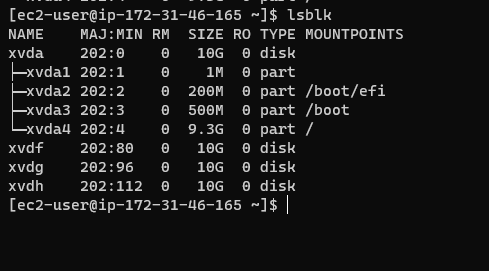 [ec2-user@ip-172-31-46-165 ~]$ lsblk
NAME    MAJ:MIN RM  SIZE RO TYPE MOUNTPOINTS
xvda    202:0    0   10G  0 disk
├─xvda1 202:1    0    1M  0 part
├─xvda2 202:2    0  200M  0 part /boot/efi
├─xvda3 202:3    0  500M  0 part /boot
└─xvda4 202:4    0  9.3G  0 part /
xvdf    202:80   0   10G  0 disk
xvdg    202:96   0   10G  0 disk
xvdh    202:112  0   10G  0 disk
[ec2-user@ip-172-31-46-165 ~]$